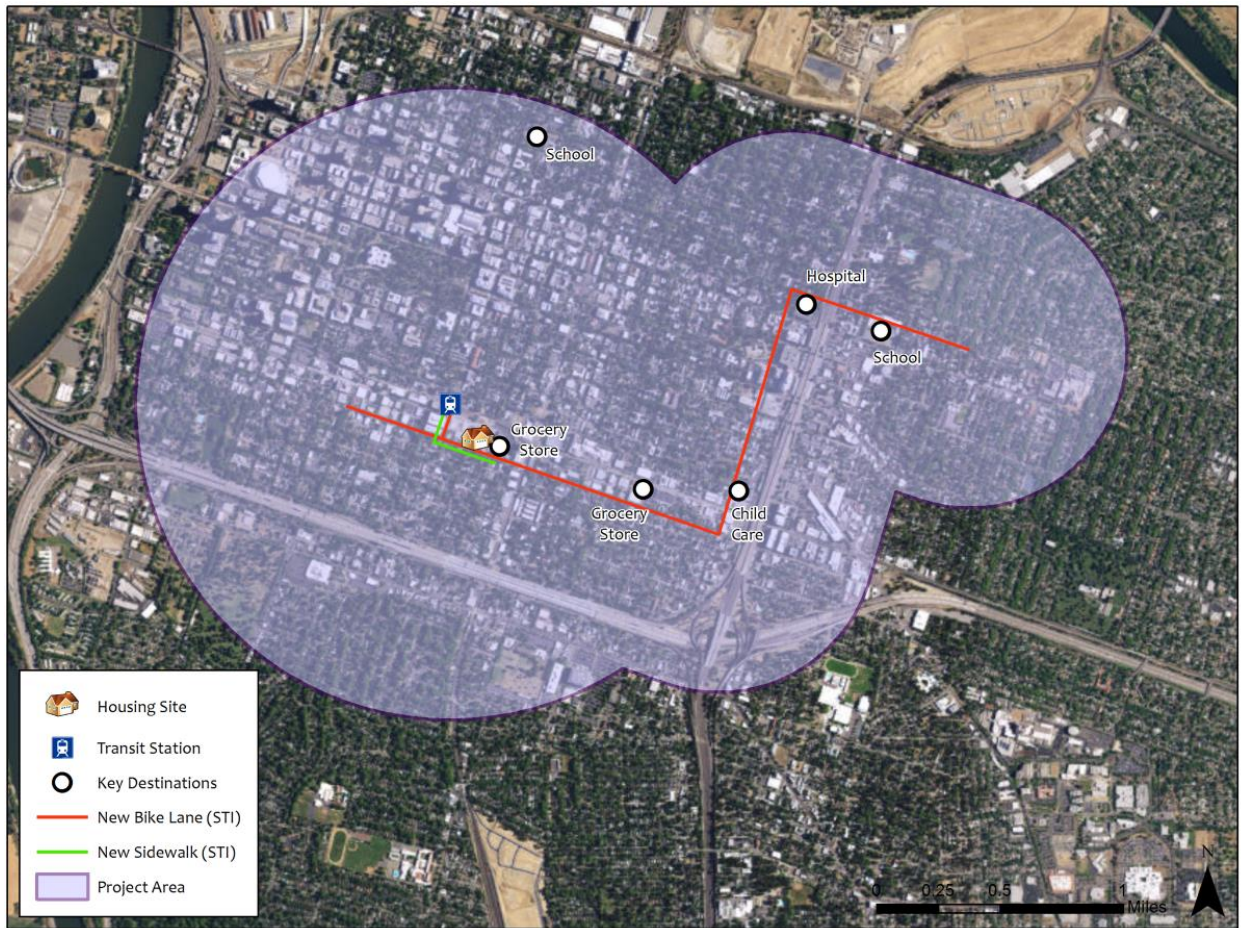 School
Hospital
School
Grocery
Store
Grocery
Store
Child
Care
Housing Site
Transit Station
Key Destinations
New Bike Lane (STI)
New Sidewalk (STI)
Project Area
N
0 0.25 0.5 1
Miles